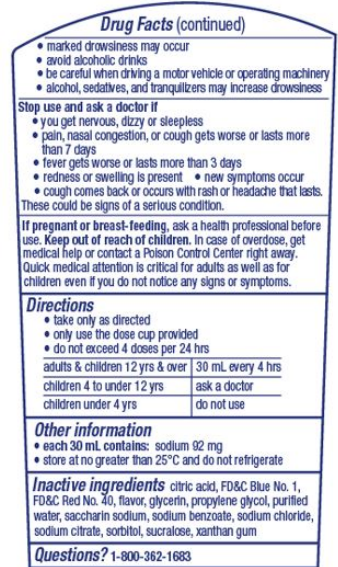 Drug Facts (continued)
• marked drowsiness may occur
• avoid alcoholic drinks
• be careful when driving a motor vehicle or operating machinery
• alcohol, sedatives, and tranquilizers may increase drowsiness
Stop use and ask a doctor if
• you get nervous, dizzy or sleepless
• pain, nasal congestion, or cough gets worse or lasts more
than 7 days
• fever gets worse or lasts more than 3 days
• redness or swelling is present • new symptoms occur
• cough comes back or occurs with rash or headache that lasts.
These could be signs of a serious condition.
If pregnant or breast-feeding, ask a health professional before
use. Keep out of reach of children. In case of overdose, get
medical help or contact a Poison Control Center right away.
Quick medical attention is critical for adults as well as for
children even if you do not notice any signs or symptoms.
Directions
• take only as directed
• only use the dose cup provided
• do not exceed 4 doses per 24 hrs
adults & children 12 yrs & over 30 mL every 4 hrs
children 4 to under 12 yrs ask a doctor
children under 4 yrs do not use
Other information
• each 30 mL contains: sodium 92 mg
• store at no greater than 25°C and do not refrigerate
Inactive ingredients citric acid, FD&C Blue No. 1,
FD&C Red No. 40, flavor, glycerin, propylene glycol, purified
water, saccharin sodium, sodium benzoate, sodium chloride,
sodium citrate, sorbitol, sucralose, xanthan gum
Questions? 1-800-362-1683